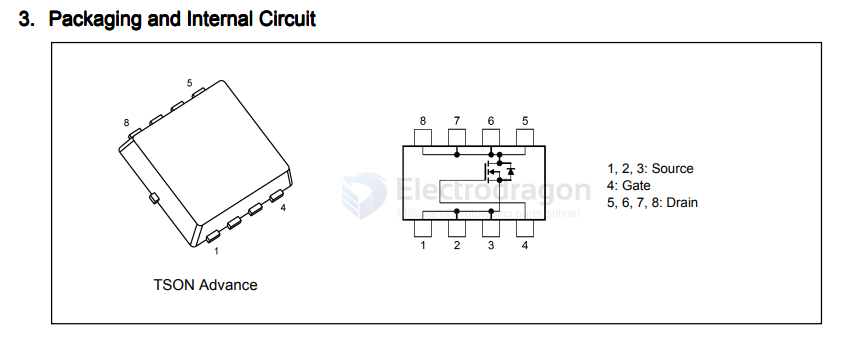 3. Packaging and Internal Circuit
5
8
4
1
TSON Advance
8 7 6 5
1 2 3 4
1, 2, 3: Source
4: Gate
5, 6, 7, 8: Drain
Electrodragon